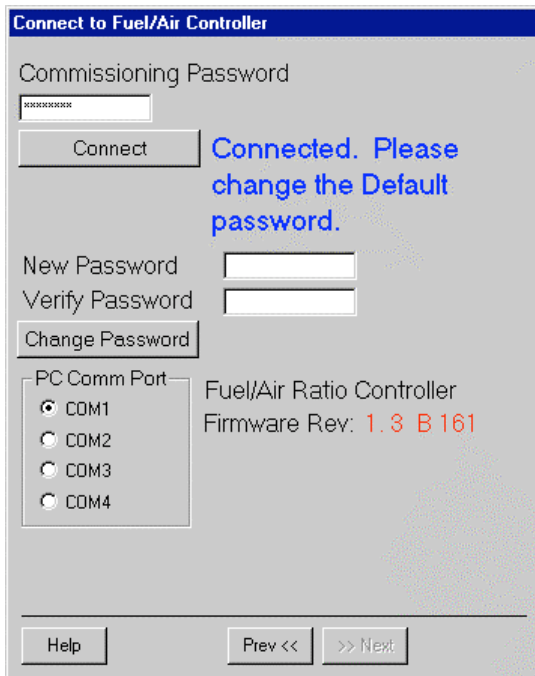 Connect to Fuel/Air Controller
Commissioning Password
********
Connect
Connected. Please
change the Default
password.
New Password
Verify Password
Change Password
PC Comm Port
COM1
COM2
COM3
COM4
Fuel/Air Ratio Controller
Firmware Rev: 1. 3 B 161
Help
Prev <<
>> Next